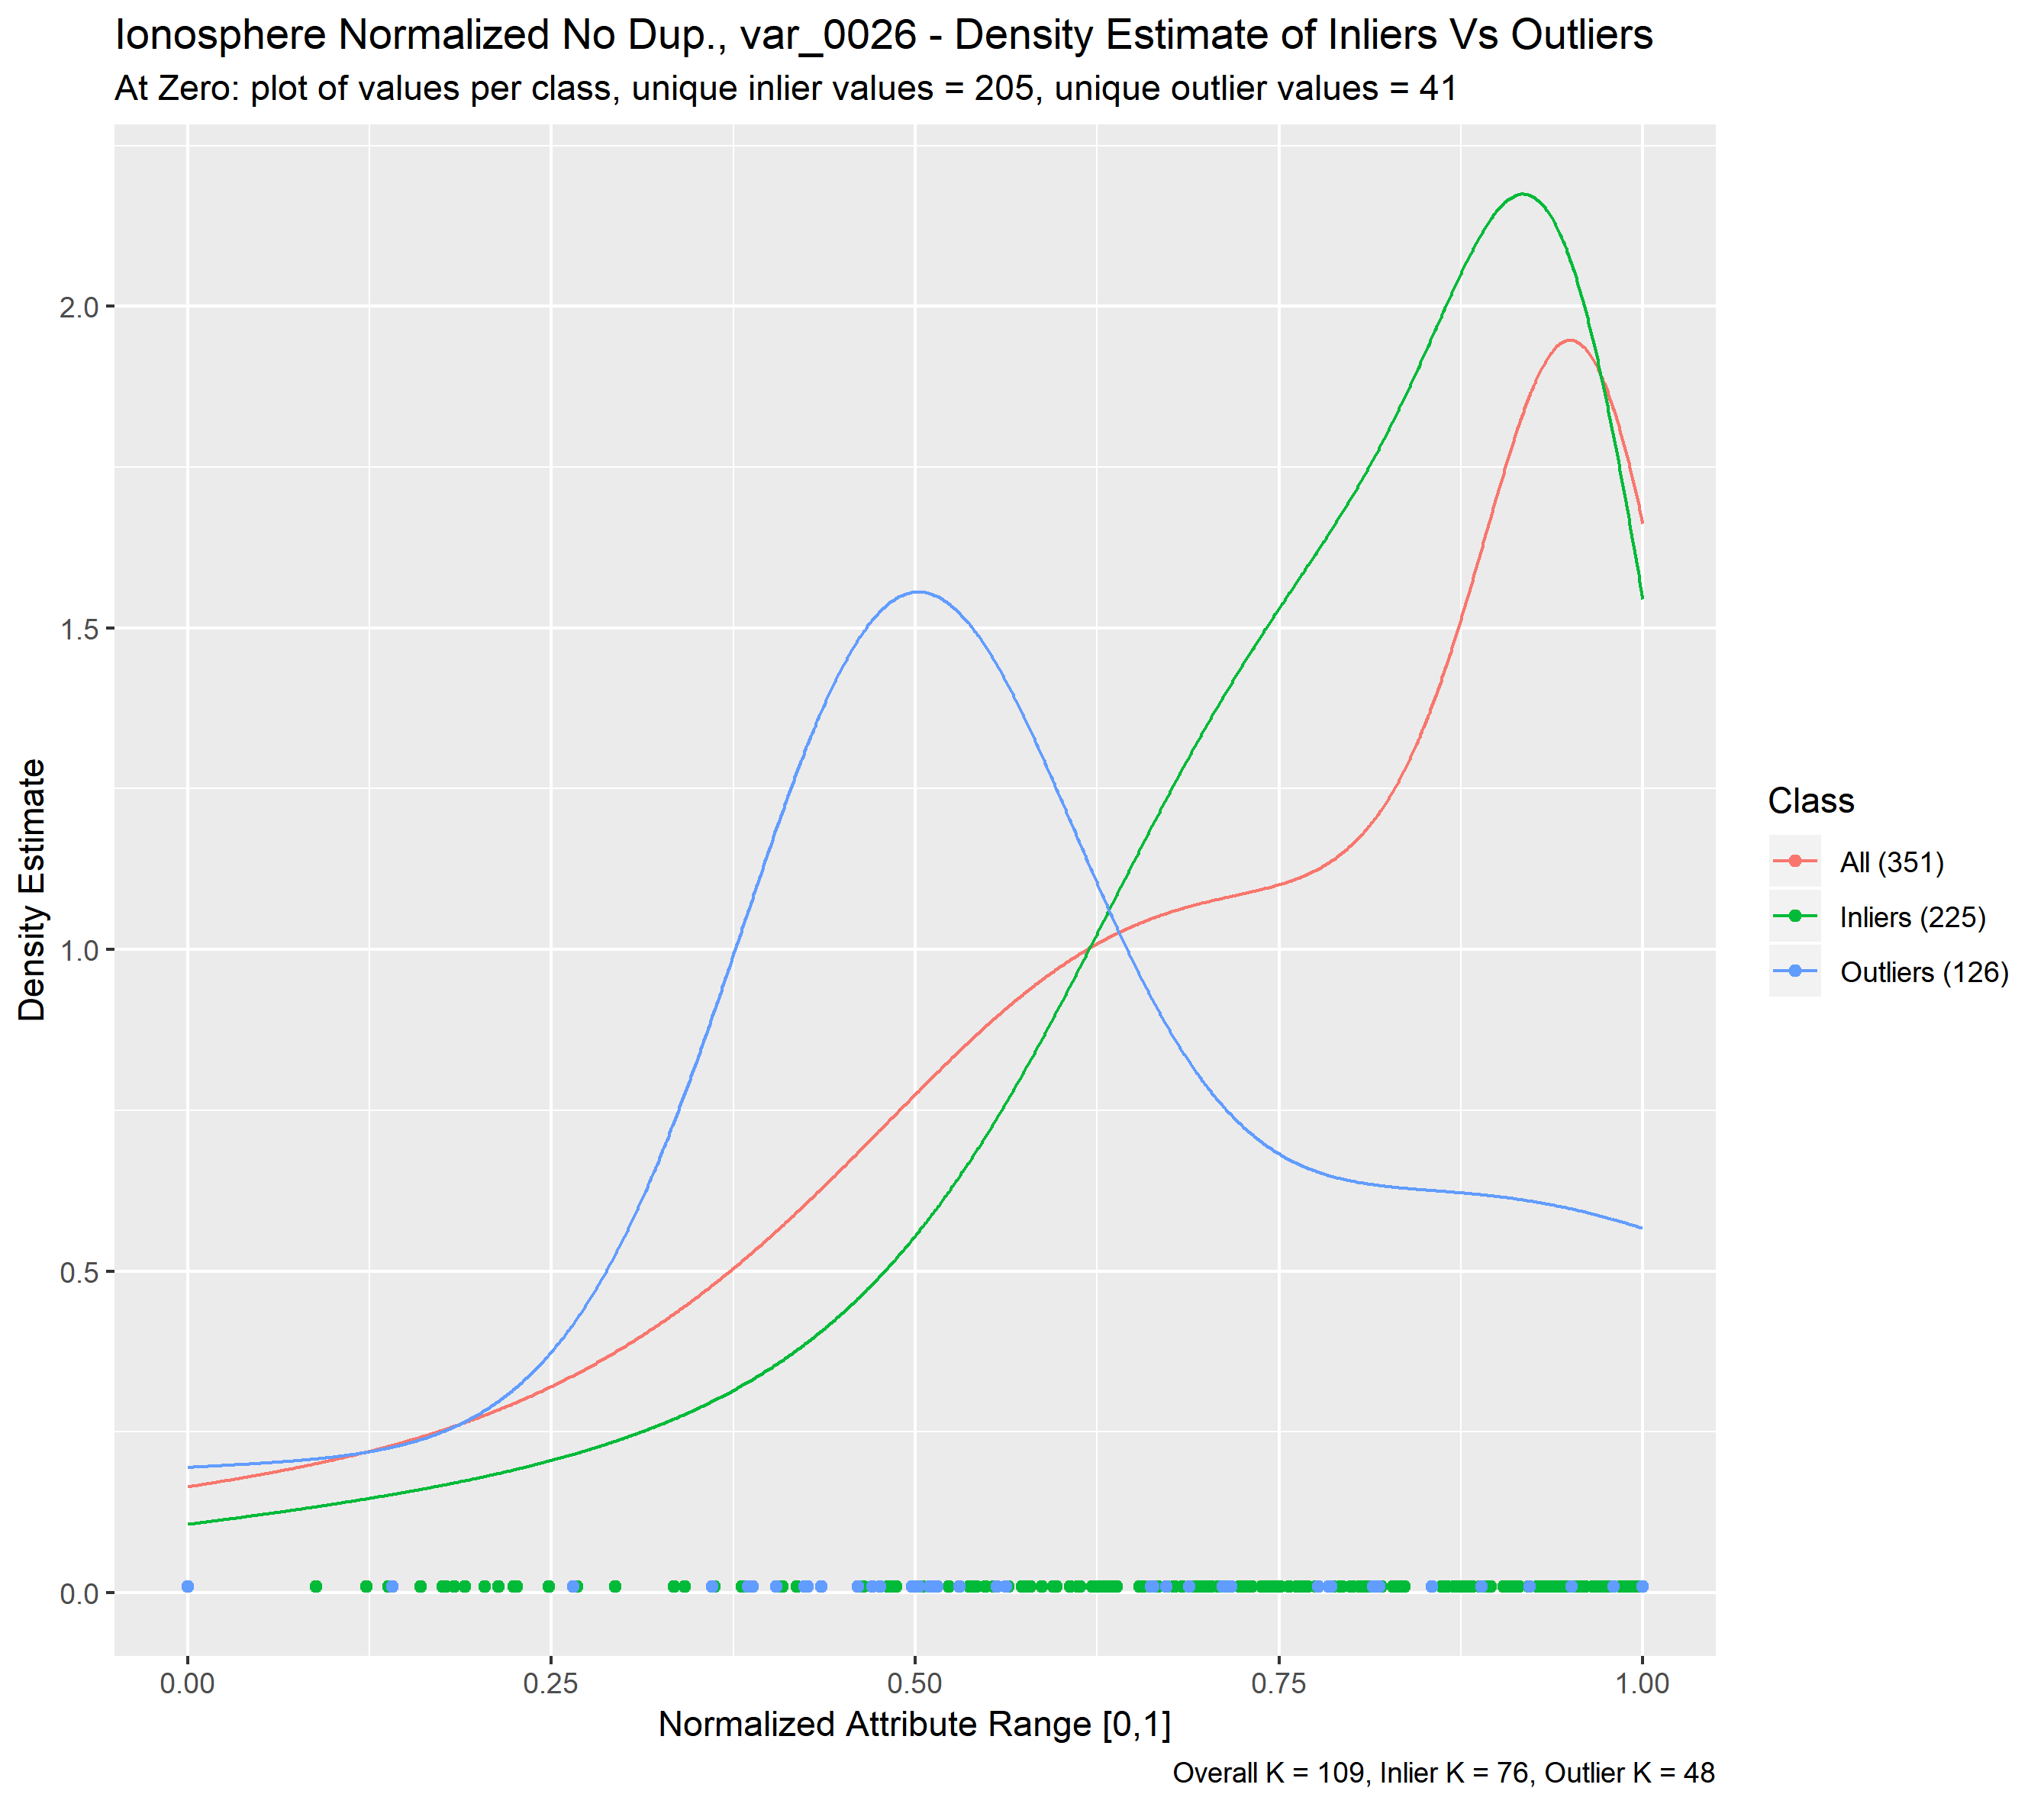 Ionosphere Normalized No Dup., var_0026 - Density Estimate of Inliers Vs Outliers
At Zero: plot of values per class, unique inlier values = 205, unique outlier values = 41
2.0
1.5
1.0
0.5
0.0
Density Estimate
0.00 0.25 0.50 0.75 1.00
Normalized Attribute Range [0,1]
Overall K = 109, Inlier K = 76, Outlier K = 48
Class
All (351)
Inliers (225)
Outliers (126)